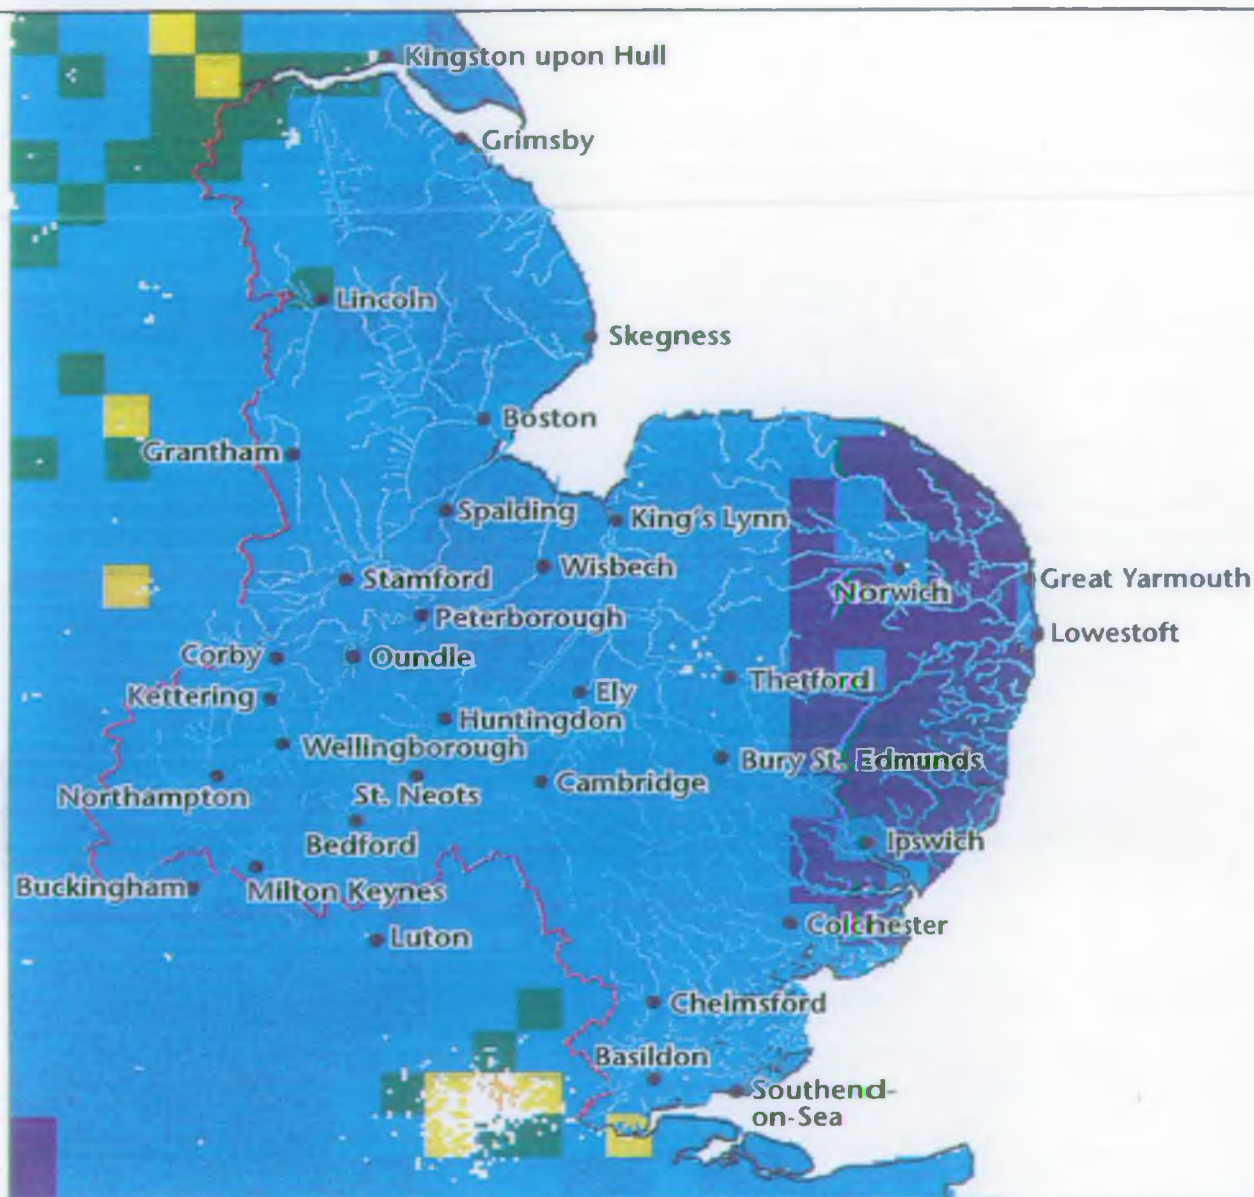 Kingston upon Hull
Grimsby
Lincoln
Skegness
Boston
Grantham
Spalding
King's Lynn
Wisbech
Stamford
Norwich
Great Yarmouth
Peterborough
Lowestoft
Corby
Oundle
Thetford
Kettering
Ely
Huntingdon
Wellingborough
Bury St. Edmunds
Northampton
St. Neots
Cambridge
Bedford
Ipswich
Buckingham
Milton Keynes
Colchester
Luton
Chelmsford
Basildon
Southend-
on-Sea